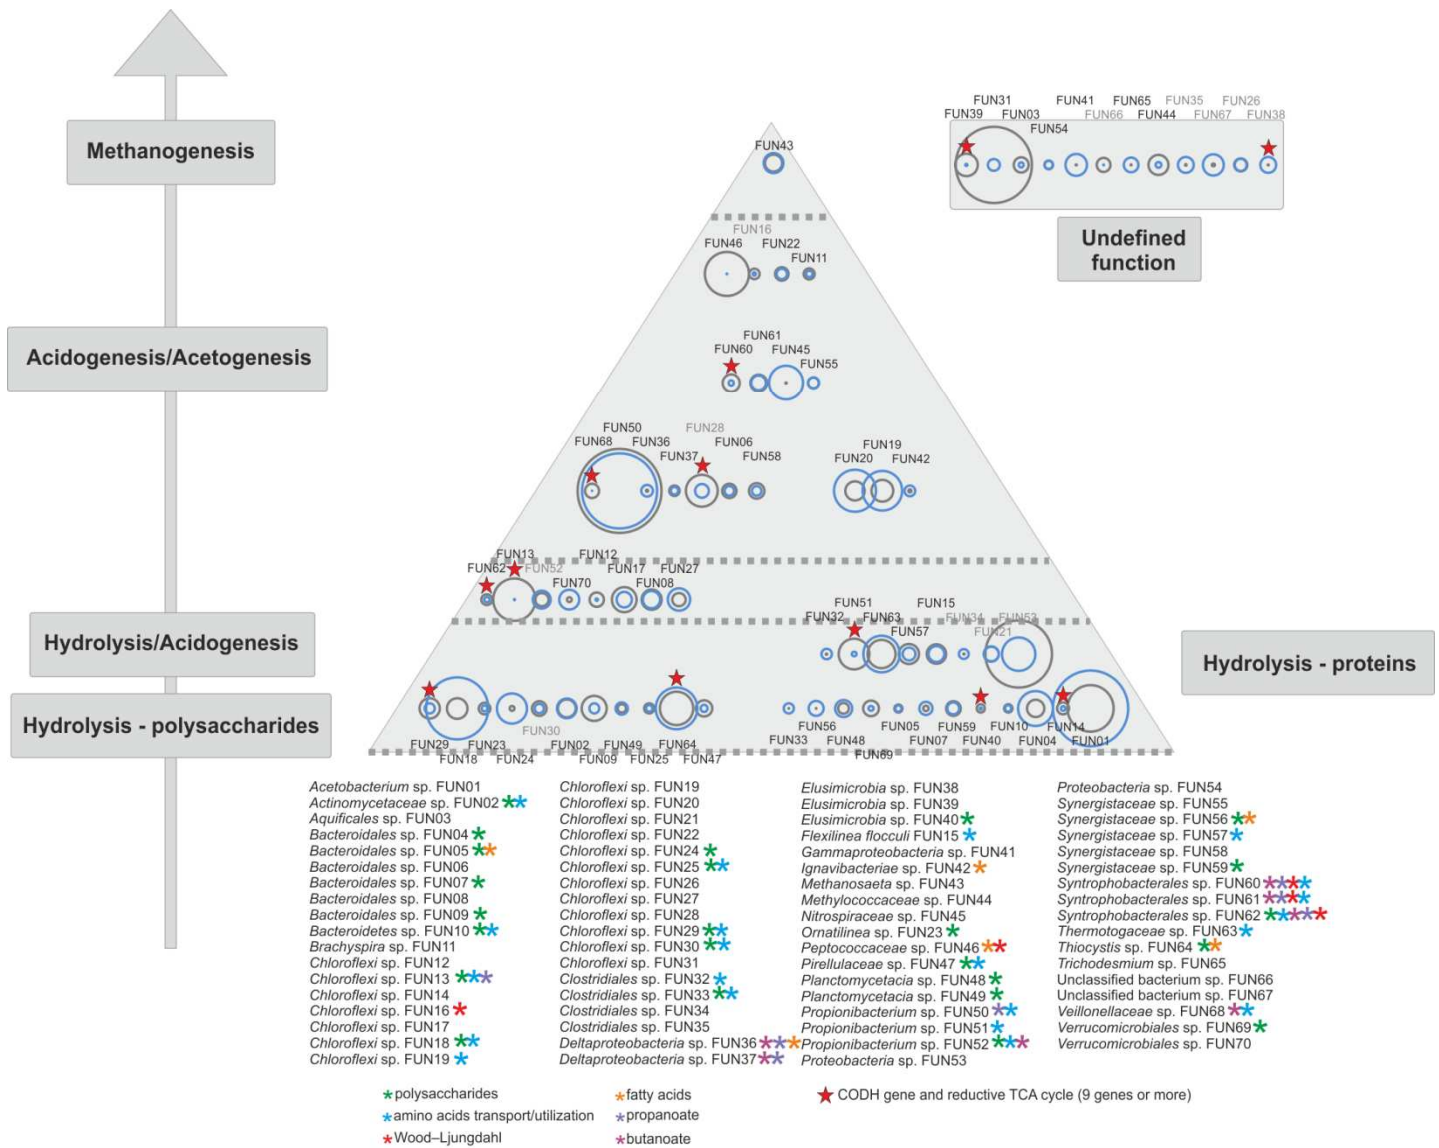 Methanogenesis
Acidogenesis/Acetogenesis
Hydrolysis/Acidogenesis
Hydrolysis - polysaccharides
Hydrolysis - proteins
Undefined
function
FUN31 FUN41 FUN65 FUN35 FUN26
FUN39 FUN03 FUN66 FUN44 FUN67 FUN38
FUN54
FUN43
FUN16
FUN46 FUN22
FUN11
FUN61
FUN60 FUN45
FUN55
FUN50 FUN28
FUN68 FUN36 FUN06
FUN37 FUN58
FUN19
FUN20 FUN42
FUN13 FUN12
FUN62 FUN52 FUN17 FUN27
FUN70 FUN08
FUN51 FUN15
FUN32 FUN63 FUN34 FUN53
FUN57 FUN21
FUN30 FUN56 FUN05 FUN10 FUN14
FUN29 FUN23 FUN02 FUN49 FUN64 FUN33 FUN48 FUN07 FUN59 FUN40 FUN04 FUN01
FUN18 FUN24 FUN09 FUN25 FUN47 FUN69
Acetobacterium sp. FUN01
Actinomycetaceae sp. FUN02 **
Aquificales sp. FUN03
Bacteroidales sp. FUN04 *
Bacteroidales sp. FUN05 **
Bacteroidales sp. FUN06
Bacteroidales sp. FUN07 *
Bacteroidales sp. FUN08
Bacteroidales sp. FUN09 *
Bacteroidetes sp. FUN10 **
Brachyspira sp. FUN11
Chloroflexi sp. FUN12
Chloroflexi sp. FUN13 ***
Chloroflexi sp. FUN14
Chloroflexi sp. FUN16 *
Chloroflexi sp. FUN17
Chloroflexi sp. FUN18 **
Chloroflexi sp. FUN19 *
Chloroflexi sp. FUN19
Chloroflexi sp. FUN20
Chloroflexi sp. FUN21
Chloroflexi sp. FUN22
Chloroflexi sp. FUN24 *
Chloroflexi sp. FUN25 **
Chloroflexi sp. FUN26
Chloroflexi sp. FUN27
Chloroflexi sp. FUN28
Chloroflexi sp. FUN29 **
Chloroflexi sp. FUN30 **
Chloroflexi sp. FUN31
Clostridiales sp. FUN32 *
Clostridiales sp. FUN33 **
Clostridiales sp. FUN34
Clostridiales sp. FUN35
Deltaproteobacteria sp. FUN36 ***
Deltaproteobacteria sp. FUN37 **
Elusimicrobia sp. FUN38
Elusimicrobia sp. FUN39
Elusimicrobia sp. FUN40 *
Flexilinea flocculi FUN15 *
Gammaproteobacteria sp. FUN41
Ignavibacteriae sp. FUN42 *
Methanosaeta sp. FUN43
Methylococcaceae sp. FUN44
Nitrospiraceae sp. FUN45
Ornatilinea sp. FUN23 *
Peptococcaceae sp. FUN46 **
Pirellulaceae sp. FUN47 **
Planctomycetacia sp. FUN48 *
Planctomycetacia sp. FUN49 *
Propionibacterium sp. FUN50 **
Propionibacterium sp. FUN51 *
Propionibacterium sp. FUN52 ***
Proteobacteria sp. FUN53
Proteobacteria sp. FUN54
Synergistaceae sp. FUN55
Synergistaceae sp. FUN56 **
Synergistaceae sp. FUN57 *
Synergistaceae sp. FUN58
Synergistaceae sp. FUN59 *
Syntrophobacterales sp. FUN60 ****
Syntrophobacterales sp. FUN61 ****
Syntrophobacterales sp. FUN62 *****
Thermotogaceae sp. FUN63 *
Thiocystis sp. FUN64 **
Trichodesmium sp. FUN65
Unclassified bacterium sp. FUN66
Unclassified bacterium sp. FUN67
Veillonellaceae sp. FUN68 **
Verrucomicrobiales sp. FUN69 *
Verrucomicrobiales sp. FUN70
*polysaccharides
*amino acids transport/utilization
*Wood–Ljungdahl
*fatty acids
*propanoate
*butanoate
★ CODH gene and reductive TCA cycle (9 genes or more)